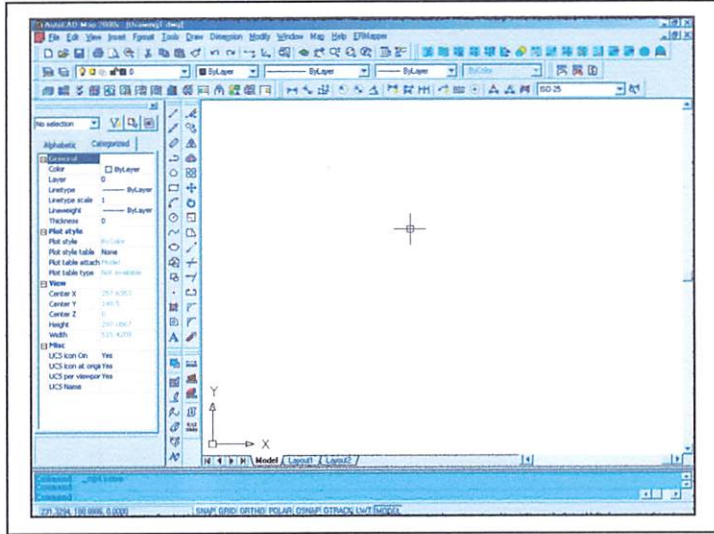 AutoCAD Map 2000i - [Drawing1.dwg]
File Edit View Insert Format Tools Draw Dimension Modify Window Map Help ERMapper
0 ByLayer ByLayer ByLayer ByColor
ISO-25
No selection
Alphabetic Categorized
General
Color ByLayer
Layer 0
Linetype ByLayer
Linetype scale 1
Lineweight ByLayer
Thickness 0
Plot style
Plot style ByColor
Plot style table None
Plot table attach Model
Plot table type Not available
View
Center X
Center Y
Center Z 0
Height
Width
Misc
UCS icon On Yes
UCS icon at origi Yes
UCS per viewpor Yes
UCS Name
Y
X
Model Layout1 Layout2
Command:
Command:
Command:
SNAP GRID ORTHO POLAR OSNAP OTRACK LWT MODEL